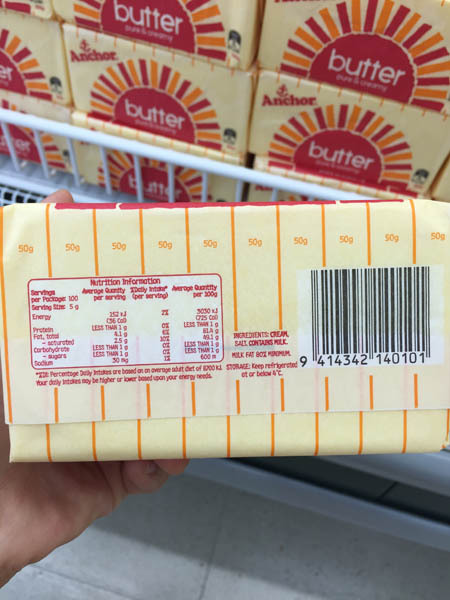 butter
pure & creamy
Anchor
butter
butter
pure & creamy
Anchor
butter
butter
50g 50g 50g 50g 50g 50g 50g 50g 50g 50g
Nutrition Information
Servings per Package: 100
Serving Size: 5 g
Average Quantity per serving
%Daily Intake* (per serving)
Average Quantity per 100g
Energy 152 kJ 2% 3030 kJ
(36 Cal) (725 Cal)
Protein LESS THAN 1 g 0% LESS THAN 1 g
Fat, total 4.1 g 6% 81.4 g
- saturated 2.5 g 10% 49.1 g
Carbohydrate LESS THAN 1 g 0% LESS THAN 1 g
- sugars LESS THAN 1 g 0% LESS THAN 1 g
Sodium 30 mg 1% 600 m
*%DI: Percentage Daily Intakes are based on an average adult diet of 8700 kJ.
Your daily intakes may be higher or lower based upon your energy needs.
INGREDIENTS: CREAM,
SALT. CONTAINS MILK.
MILK FAT 80% MINIMUM.
STORAGE: Keep refrigerated
at or below 4°C.
9 414342 140101